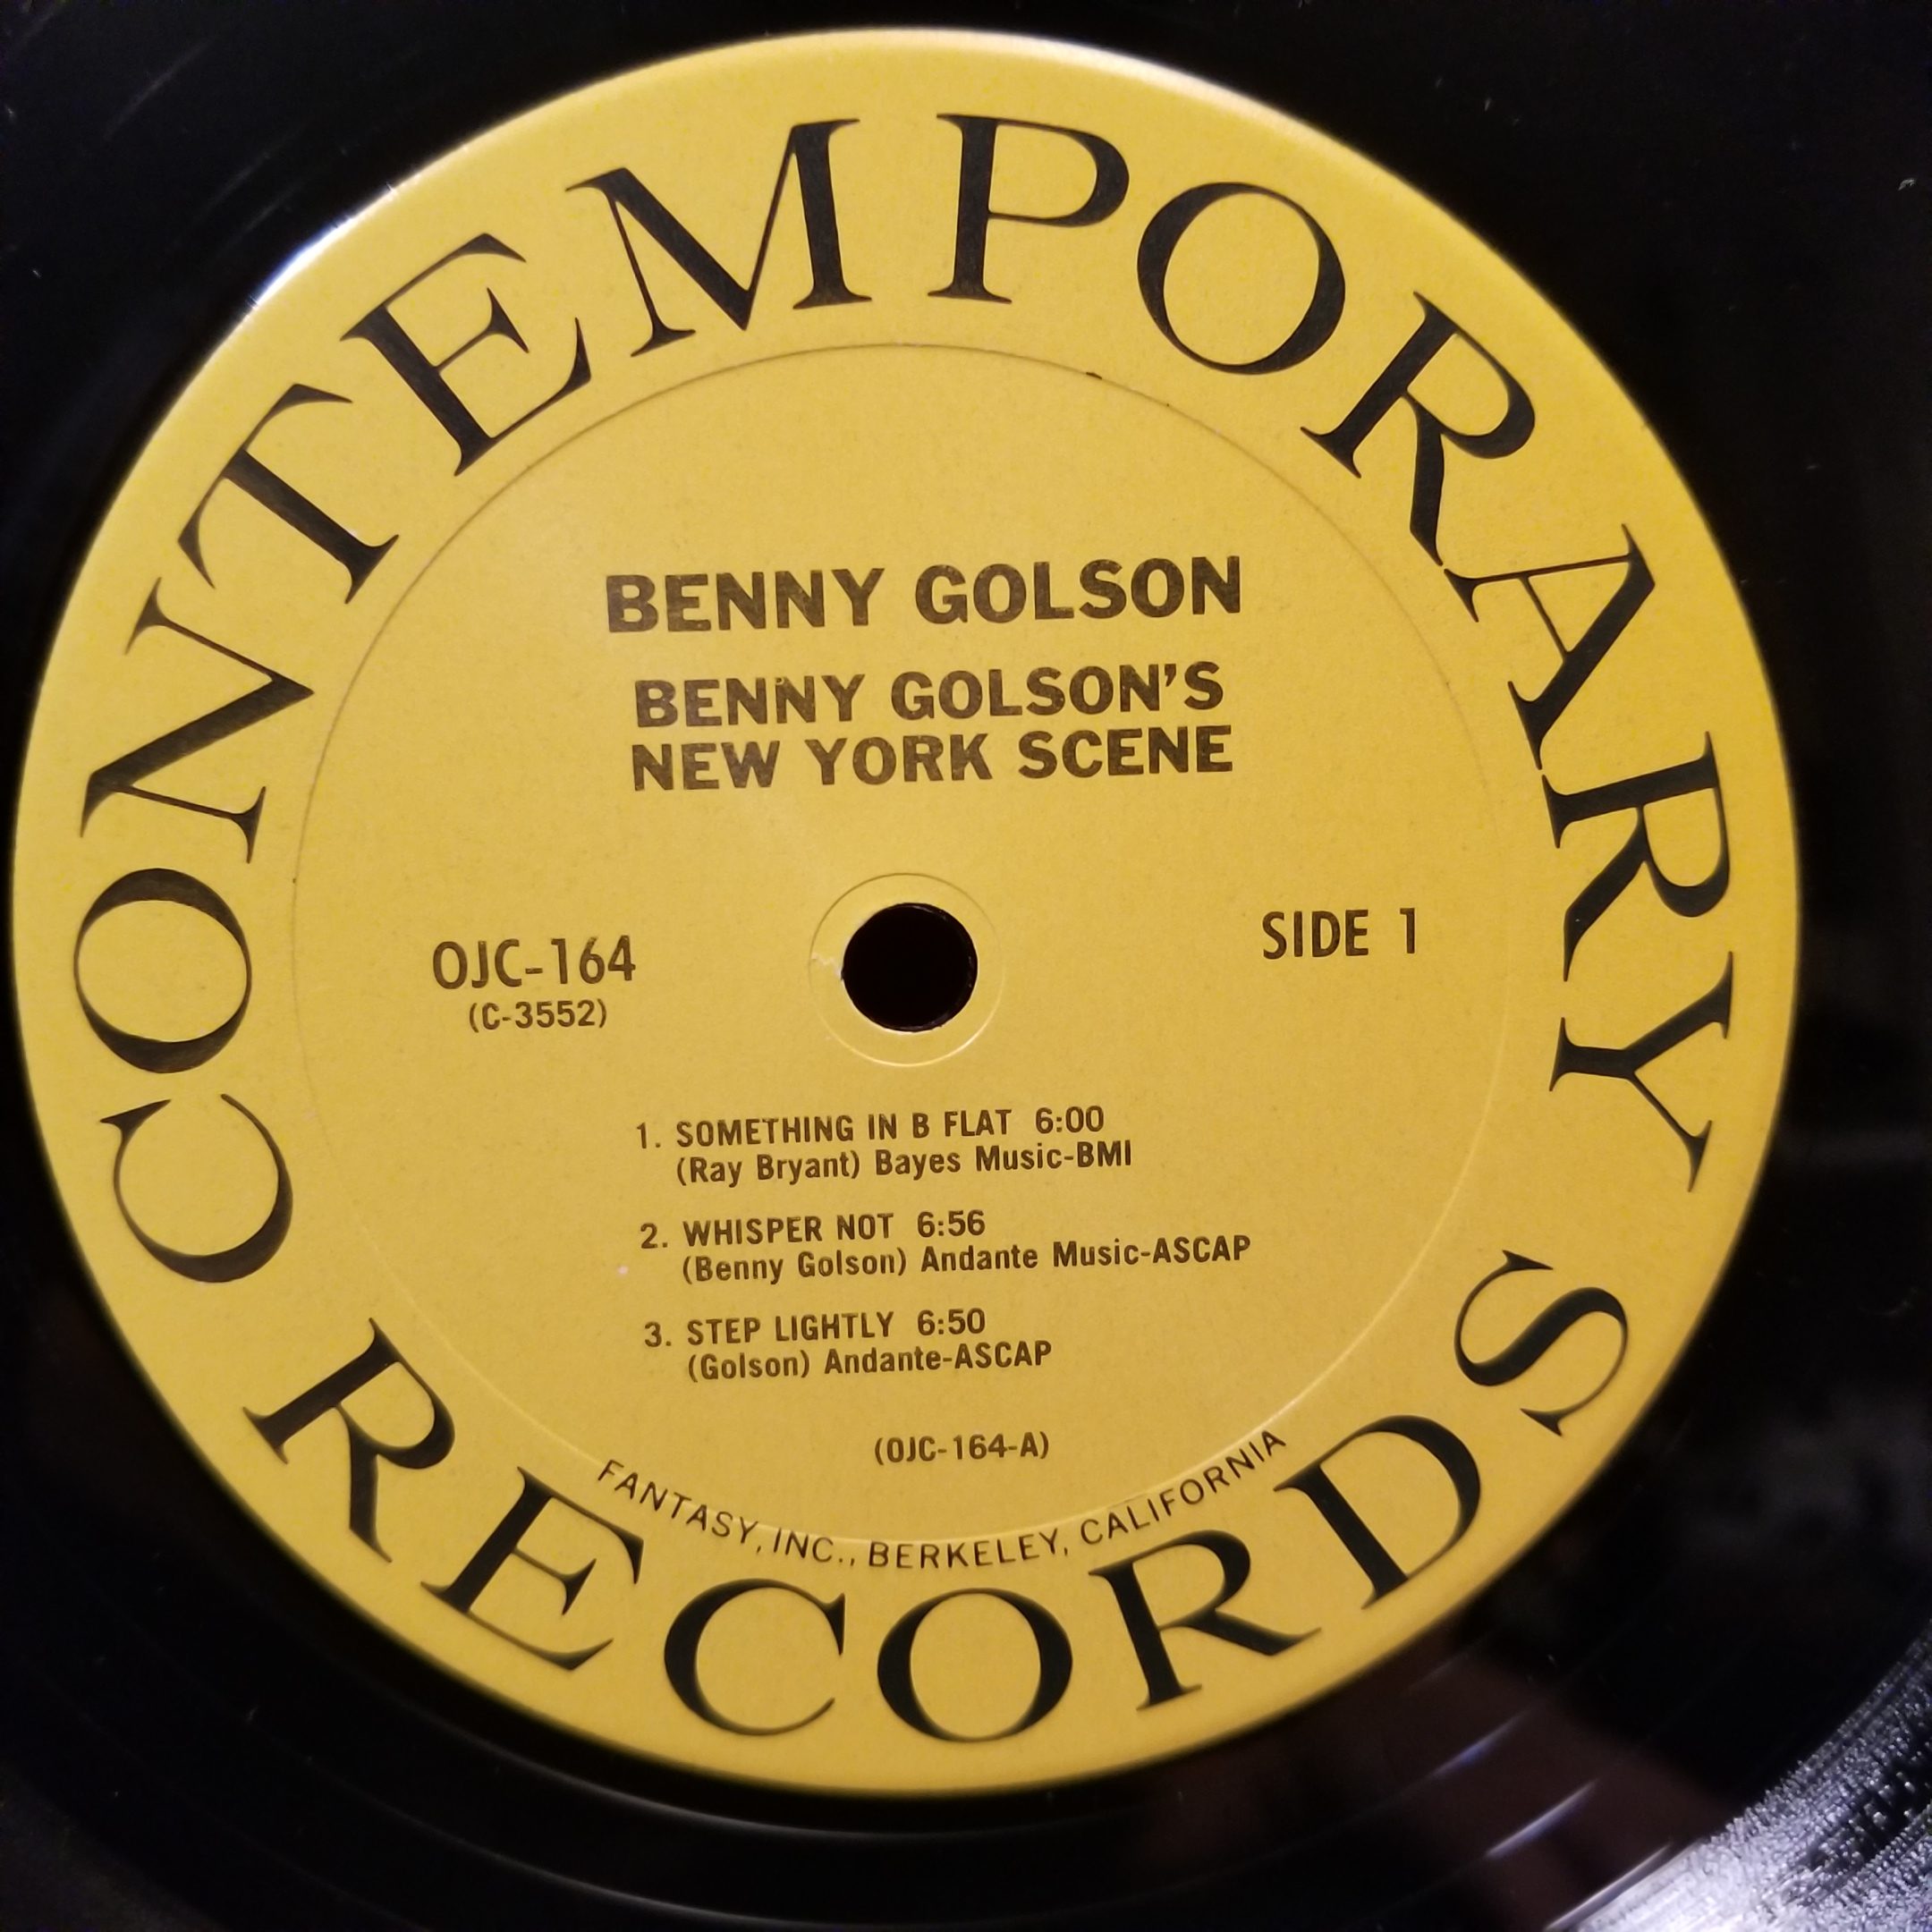 CONTEMPORARY
BENNY GOLSON
BENNY GOLSON'S
NEW YORK SCENE
OJC-164
(C-3552)
SIDE 1
1. SOMETHING IN B FLAT 6:00
(Ray Bryant) Bayes Music-BMI
2. WHISPER NOT 6:56
(Benny Golson) Andante Music-ASCAP
3. STEP LIGHTLY 6:50
(Golson) Andante-ASCAP
(OJC-164-A)
FANTASY, INC., BERKELEY, CALIFORNIA
RECORDS